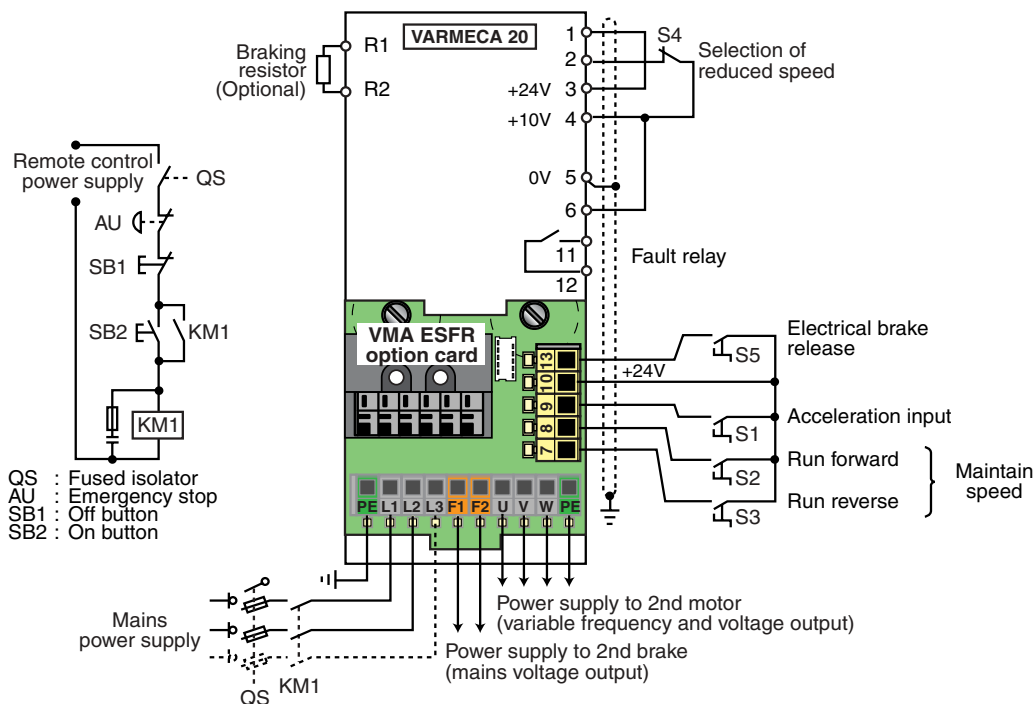 VARMECA 20
R1
R2
Braking
resistor
(Optional)
1
2
+24V 3
+10V 4
0V 5
6
11
12
S4
Selection of
reduced speed
Fault relay
Remote control
power supply
QS
AU
SB1
SB2
KM1
KM1
QS : Fused isolator
AU : Emergency stop
SB1 : Off button
SB2 : On button
VMA ESFR
option card
13
10
9
8
7
+24V
Electrical brake
release
S5
Acceleration input
S1
Run forward
S2
Run reverse
S3
Maintain
speed
PE L1 L2 L3 F1 F2 U V W PE
Mains
power supply
QS
KM1
Power supply to 2nd motor
(variable frequency and voltage output)
Power supply to 2nd brake
(mains voltage output)